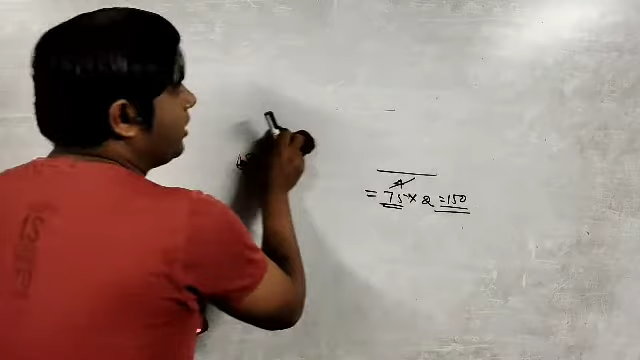 = 75 × 2 = 150